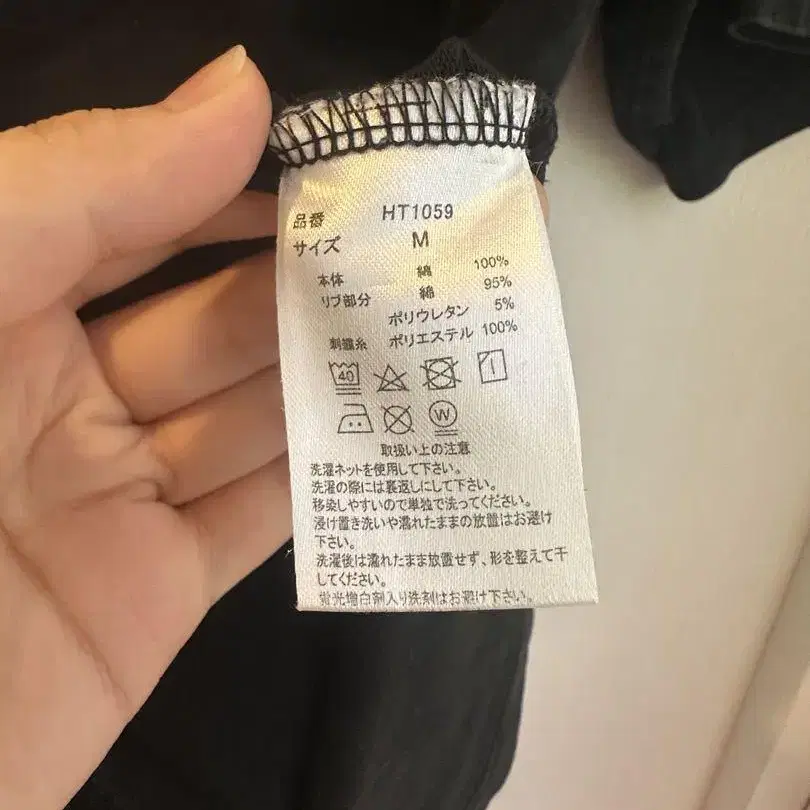 品番 HT1059
サイズ M
本体 綿 100%
リブ部分 綿 95%
ポリウレタン 5%
刺繍糸 ポリエステル 100%
40
W
取扱い上の注意
洗濯ネットを使用して下さい。
洗濯の際には裏返しにして下さい。
移染しやすいので単独で洗ってください。
浸け置き洗いや濡れたままの放置はお避け
下さい。
洗濯後は濡れたまま放置せず、形を整えて干
してください。
蛍光増白剤入り洗剤はお避け下さい。